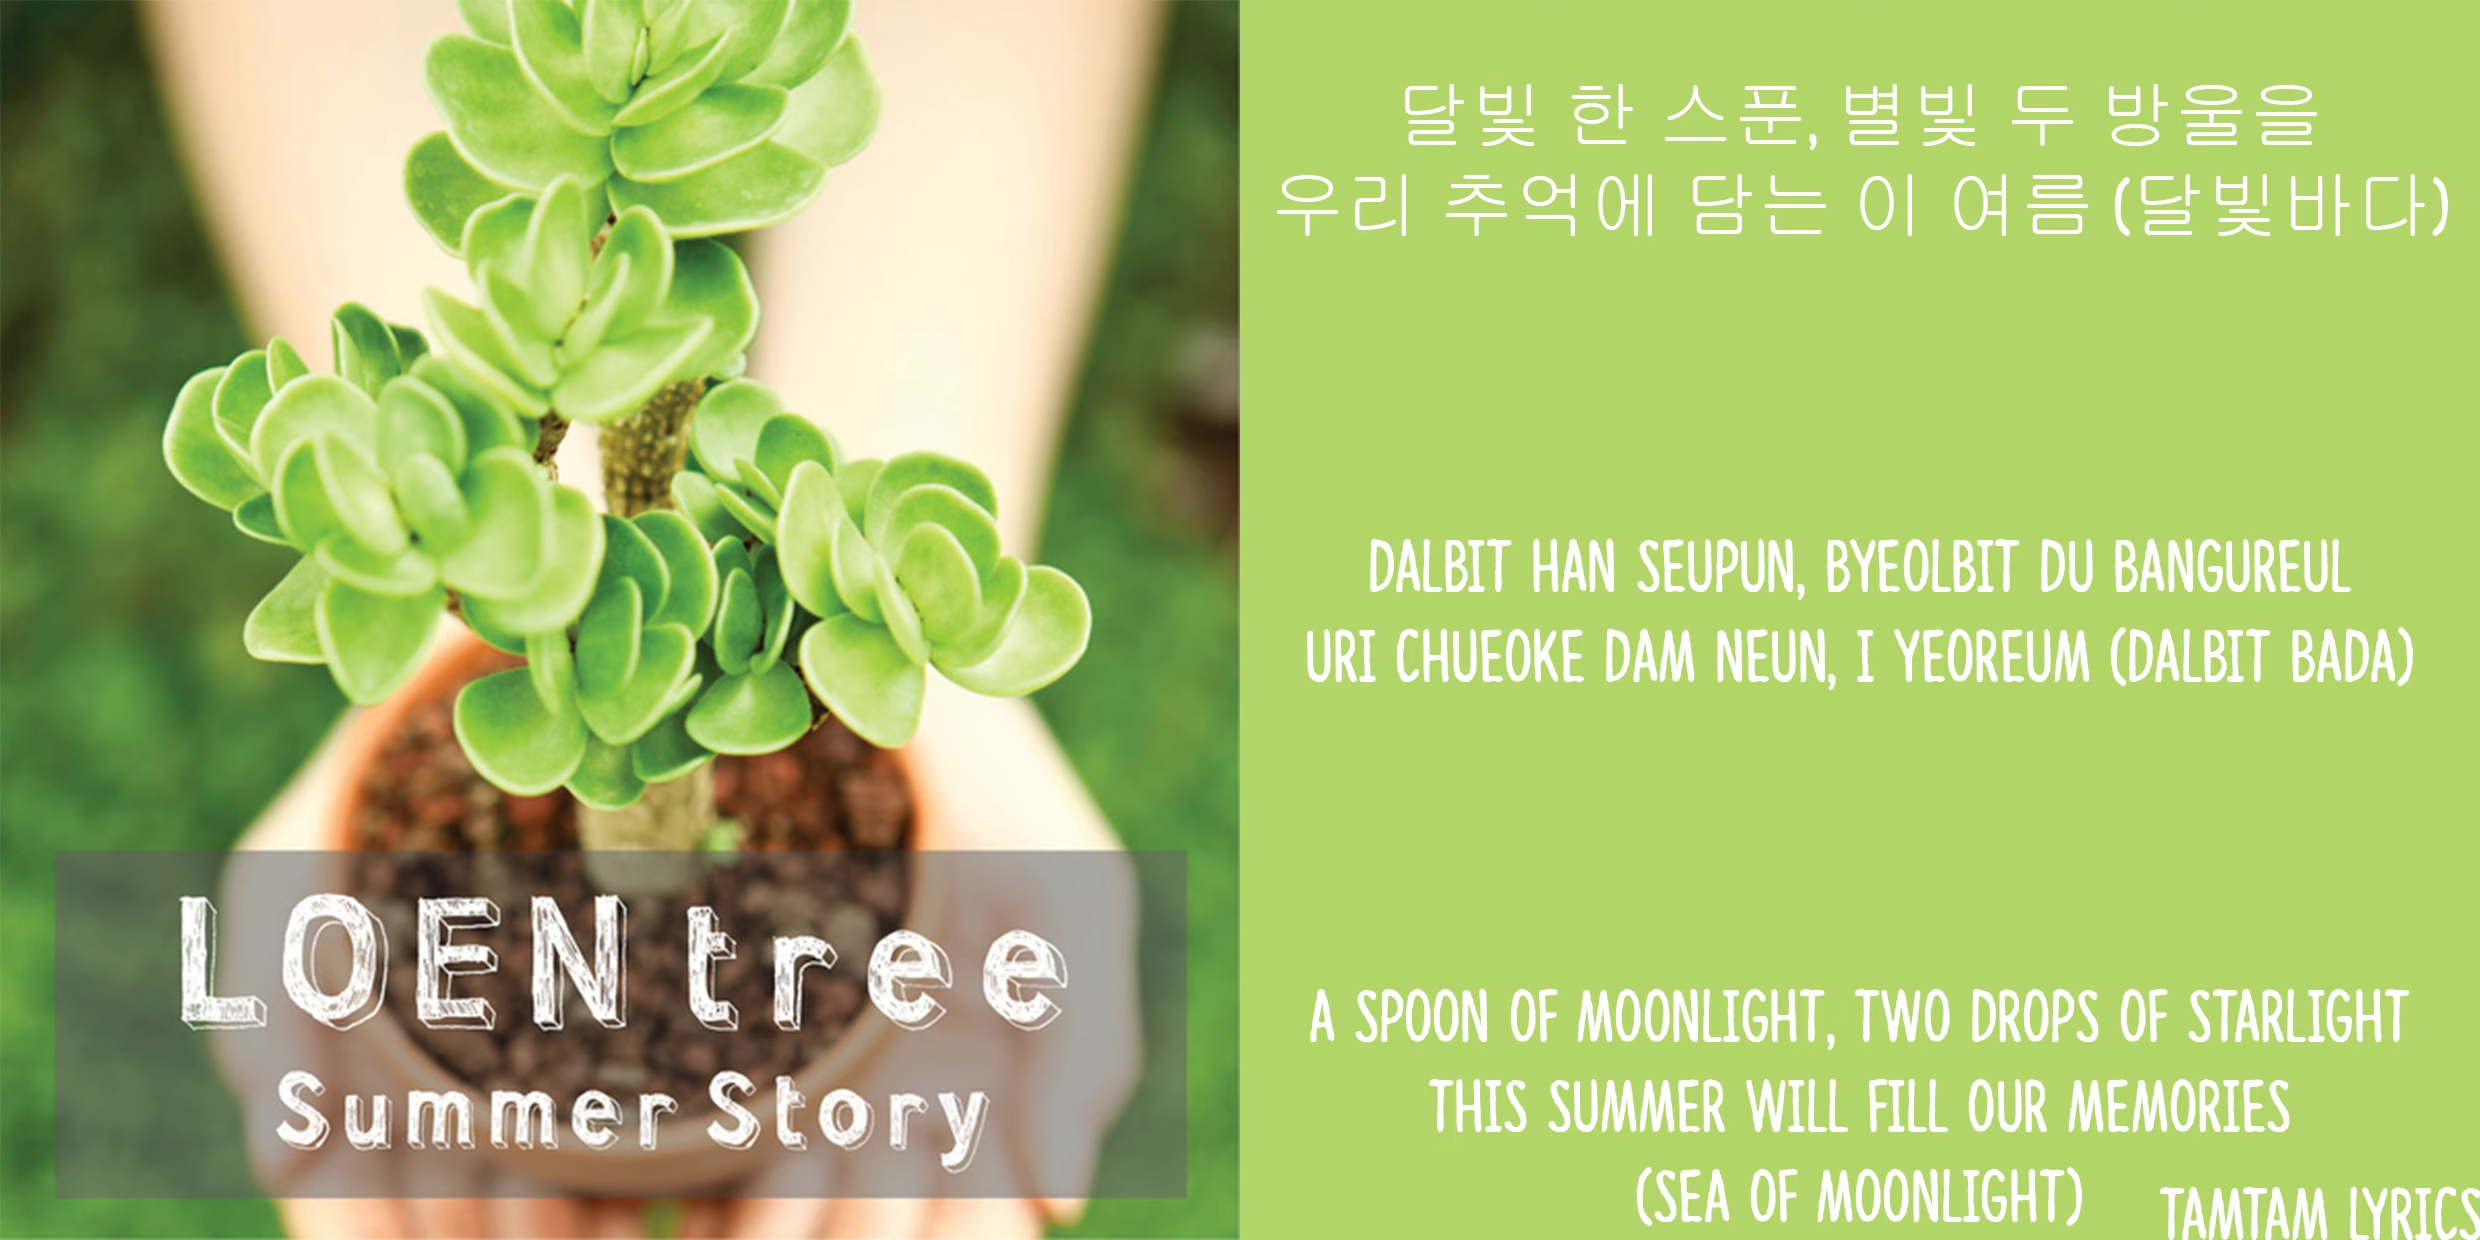 LOEN tree
Summer Story
달빛 한 스푼, 별빛 두 방울을
우리 추억에 담는 이 여름 (달빛바다)
DALBIT HAN SEUPUN, BYEOLBIT DU BANGUREUL
URI CHUEOKE DAM NEUN, I YEOREUM (DALBIT BADA)
A SPOON OF MOONLIGHT, TWO DROPS OF STARLIGHT
THIS SUMMER WILL FILL OUR MEMORIES
(SEA OF MOONLIGHT)
TAMTAM LYRICS